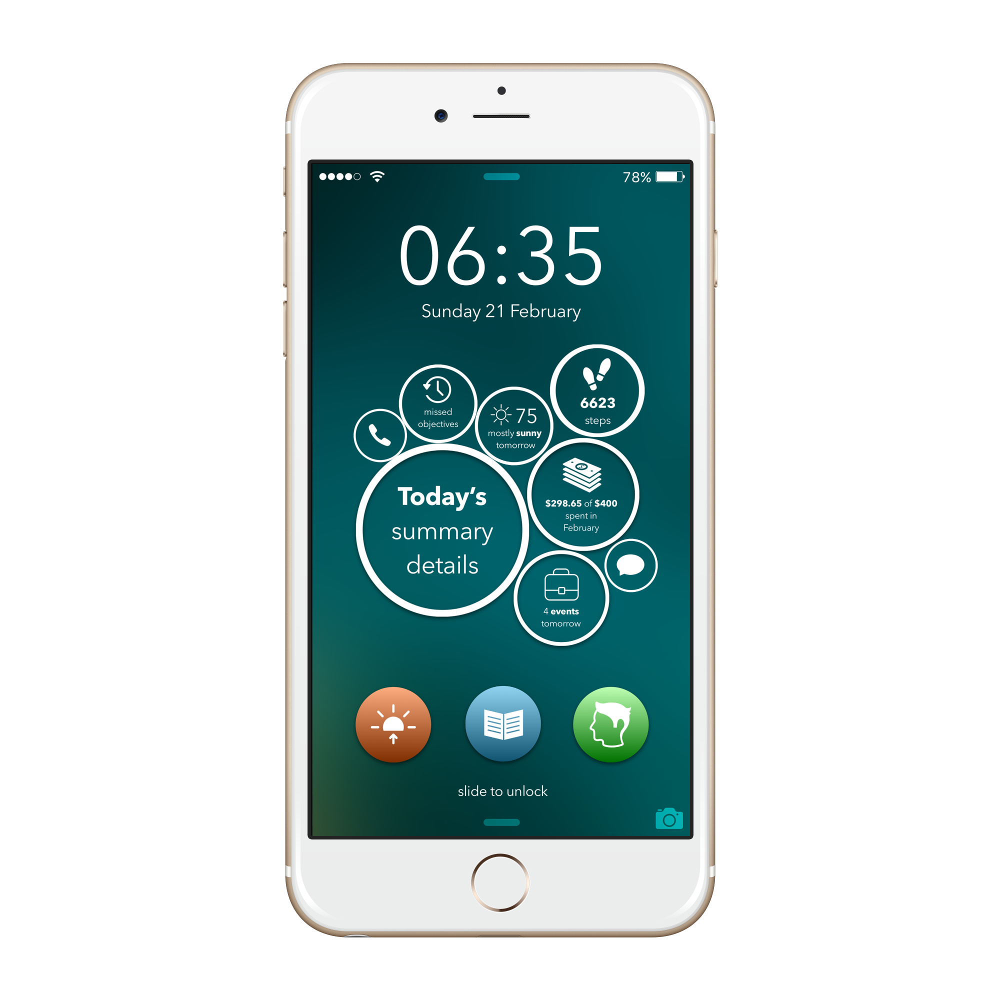 78%
06:35
Sunday 21 February
6623
steps
missed
objectives
75
mostly sunny
tomorrow
Today's
summary
details
$298.65 of $400
spent in
February
4 events
tomorrow
slide to unlock